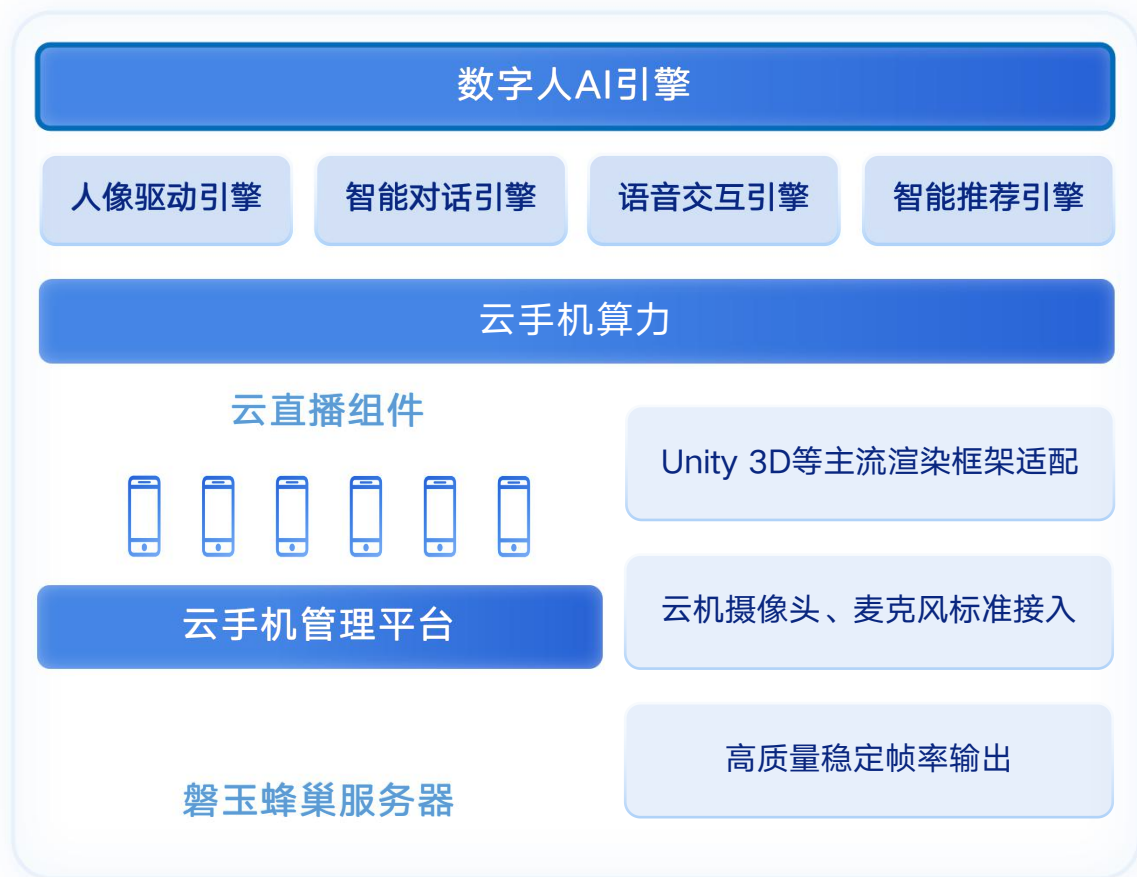 数字人AI引擎
人像驱动引擎
智能对话引擎
语音交互引擎
智能推荐引擎
云手机算力
云直播组件
云手机管理平台
磐玉蜂巢服务器
Unity 3D等主流渲染框架适配
云机摄像头、麦克风标准接入
高质量稳定帧率输出